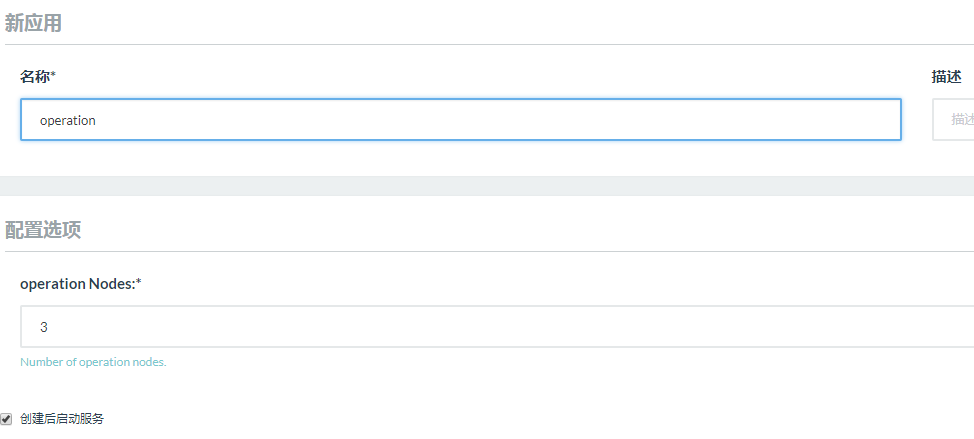 新应用
名称*
描述
operation
描述
配置选项
operation Nodes:*
3
Number of operation nodes.
创建后启动服务